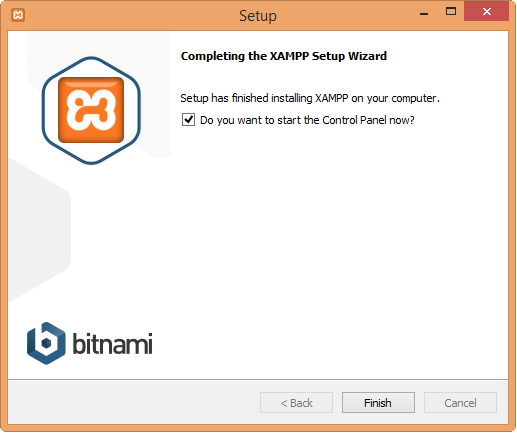 Setup
Completing the XAMPP Setup Wizard
Setup has finished installing XAMPP on your computer.
Do you want to start the Control Panel now?
bitnami
< Back
Finish
Cancel